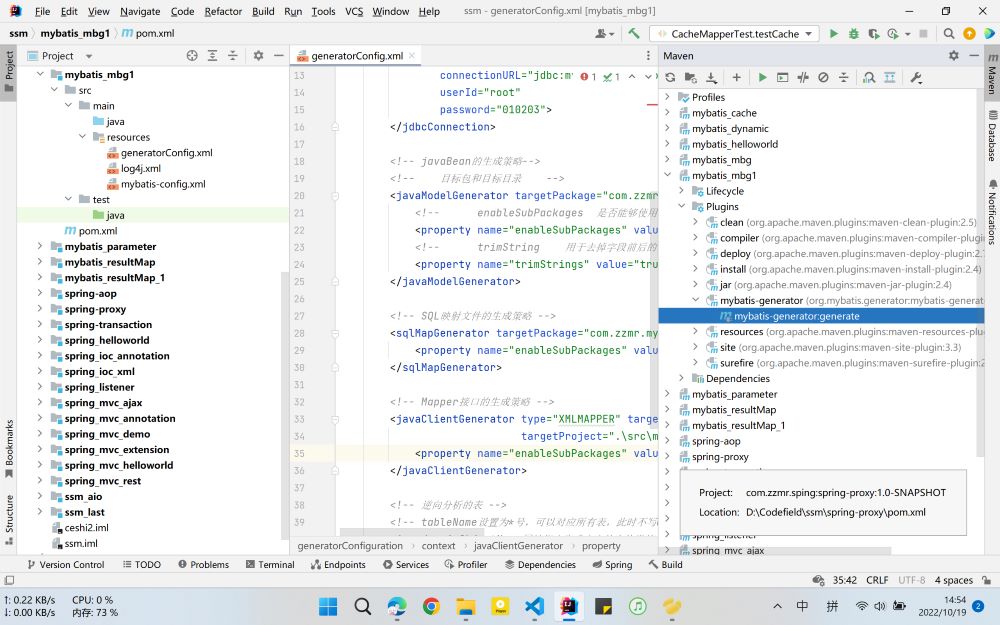 File Edit View Navigate Code Refactor Build Run Tools VCS Window Help ssm - generatorConfig.xml [mybatis_mbg1]
ssm mybatis_mbg1 pom.xml CacheMapperTest.testCache
Project
generatorConfig.xml
Maven
mybatis_mbg1
src
main
java
resources
generatorConfig.xml
log4j.xml
mybatis-config.xml
test
java
pom.xml
mybatis_parameter
mybatis_resultMap
mybatis_resultMap_1
spring-aop
spring-proxy
spring-transaction
spring_helloworld
spring_ioc_annotation
spring_ioc_xml
spring_listener
spring_mvc_ajax
spring_mvc_annotation
spring_mvc_demo
spring_mvc_extension
spring_mvc_helloworld
spring_mvc_rest
ssm_aio
ssm_last
ceshi2.iml
ssm.iml
Project
Bookmarks
Structure
13 connectionURL="jdbc:m 1 1
14 userId="root"
15 password="010203">
16 </jdbcConnection>
17
18 <!-- javaBean的生成策略-->
19 <!-- 目标包和目标目录 -->
20 <javaModelGenerator targetPackage="com.zzmr
21 <!-- enableSubPackages 是否能够使用
22 <property name="enableSubPackages" valu
23 <!-- trimString 用于去掉字段前后的
24 <property name="trimStrings" value="tru
25 </javaModelGenerator>
26
27 <!-- SQL映射文件的生成策略 -->
28 <sqlMapGenerator targetPackage="com.zzmr.my
29 <property name="enableSubPackages" valu
30 </sqlMapGenerator>
31
32 <!-- Mapper接口的生成策略 -->
33 <javaClientGenerator type="XMLMAPPER" targ
34 targetProject=".\src\m
35 <property name="enableSubPackages" valu
36 </javaClientGenerator>
37
38 <!-- 逆向分析的表 -->
39 <!-- tableName设置为*号，可以对应所有表，此时不写
generatorConfiguration context javaClientGenerator property
Profiles
mybatis_cache
mybatis_dynamic
mybatis_helloworld
mybatis_mbg
mybatis_mbg1
Lifecycle
Plugins
clean (org.apache.maven.plugins:maven-clean-plugin:2.5)
compiler (org.apache.maven.plugins:maven-compiler-plugi
deploy (org.apache.maven.plugins:maven-deploy-plugin:2.
install (org.apache.maven.plugins:maven-install-plugin:2.4)
jar (org.apache.maven.plugins:maven-jar-plugin:2.4)
mybatis-generator (org.mybatis.generator:mybatis-generat
mybatis-generator:generate
resources (org.apache.maven.plugins:maven-resources-plu
site (org.apache.maven.plugins:maven-site-plugin:3.3)
surefire (org.apache.maven.plugins:maven-surefire-plugin:2
Dependencies
mybatis_parameter
mybatis_resultMap
mybatis_resultMap_1
spring-aop
spring-proxy
Project: com.zzmr.sping:spring-proxy:1.0-SNAPSHOT
Location: D:\Codefield\ssm\spring-proxy\pom.xml
spring_listener
spring_mvc_ajax
Maven
Database
Notifications
Version Control TODO Problems Terminal Endpoints Services Profiler Dependencies Spring Build
35:42 CRLF UTF-8 4 spaces
: 0.22 KB/s CPU: 0 %
: 0.00 KB/s 内存: 73 %
中 拼
14:54
2022/10/19 2